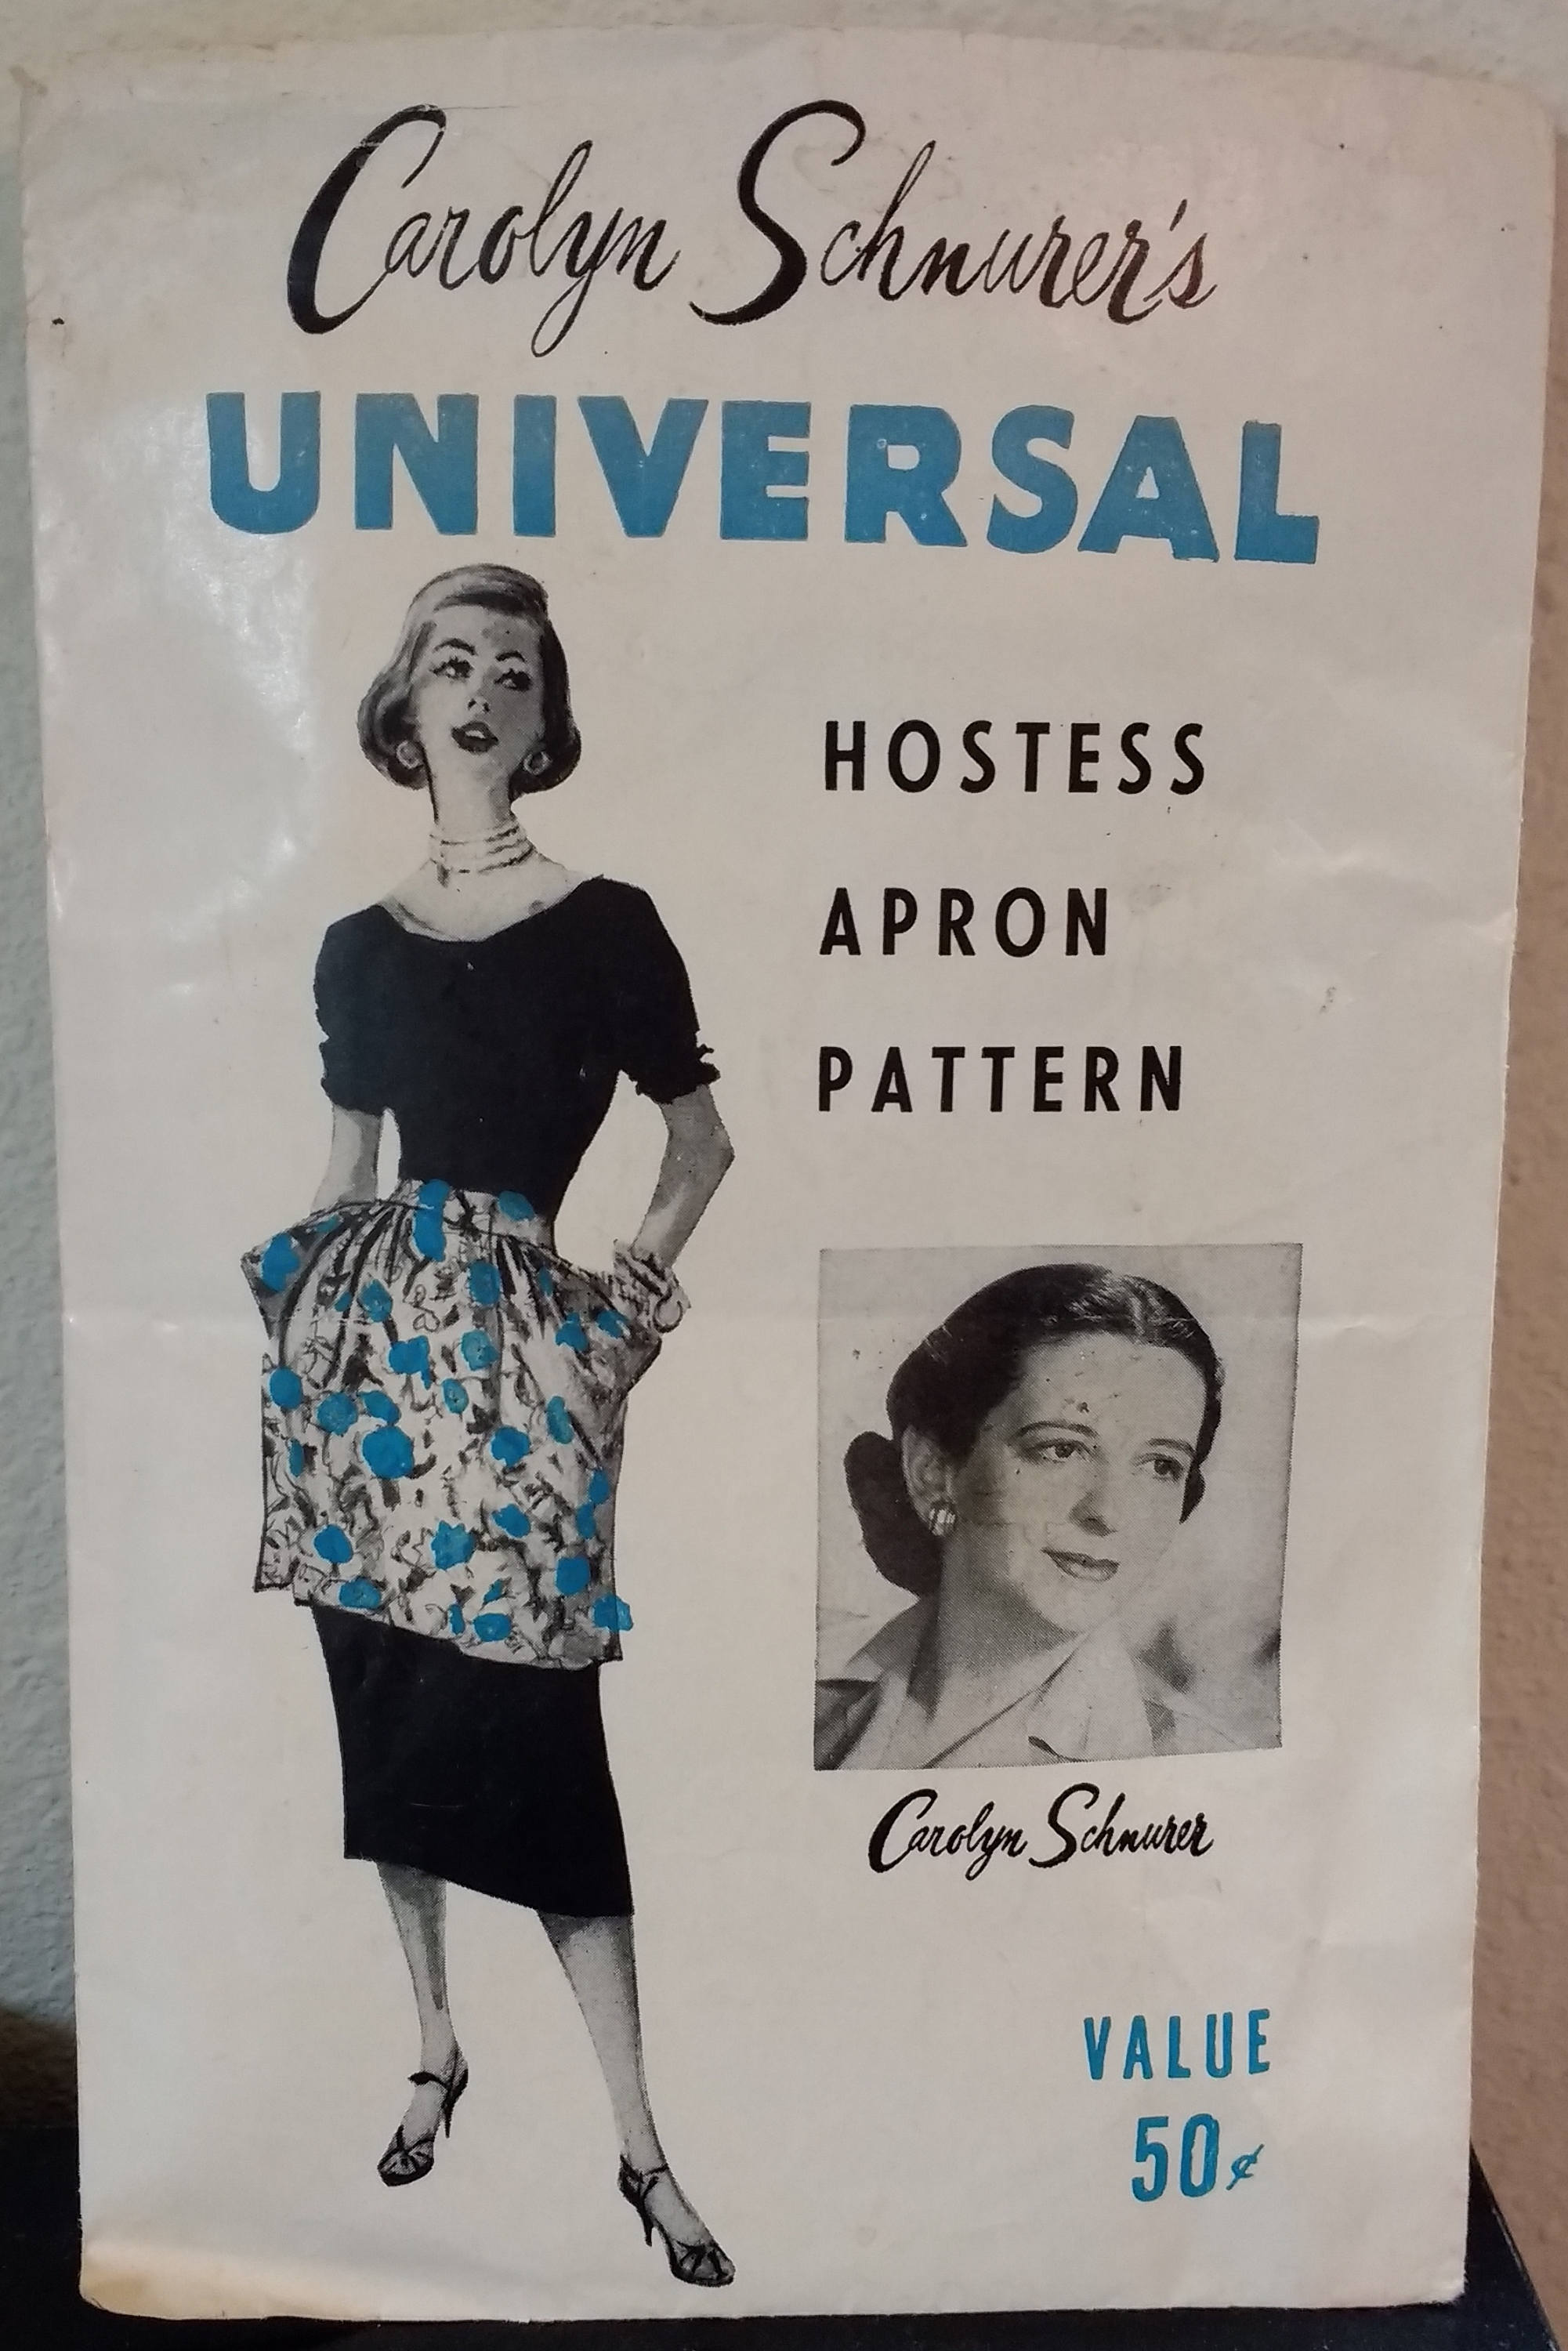 Carolyn Schnurer's
UNIVERSAL
HOSTESS
APRON
PATTERN
Carolyn Schnurer
VALUE
50¢